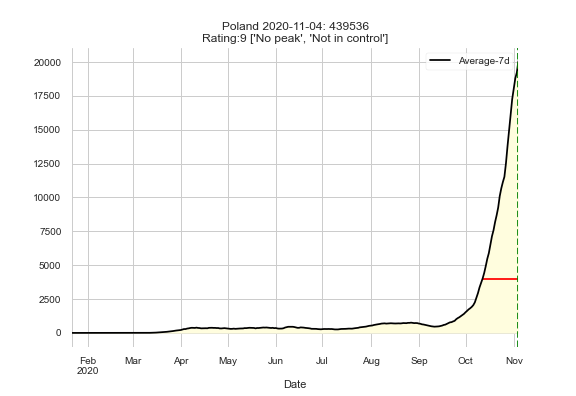 Poland 2020-11-04: 439536
Rating:9 ['No peak', 'Not in control']
Average-7d
20000
17500
15000
12500
10000
7500
5000
2500
0
Feb Mar Apr May Jun Jul Aug Sep Oct Nov
2020
Date